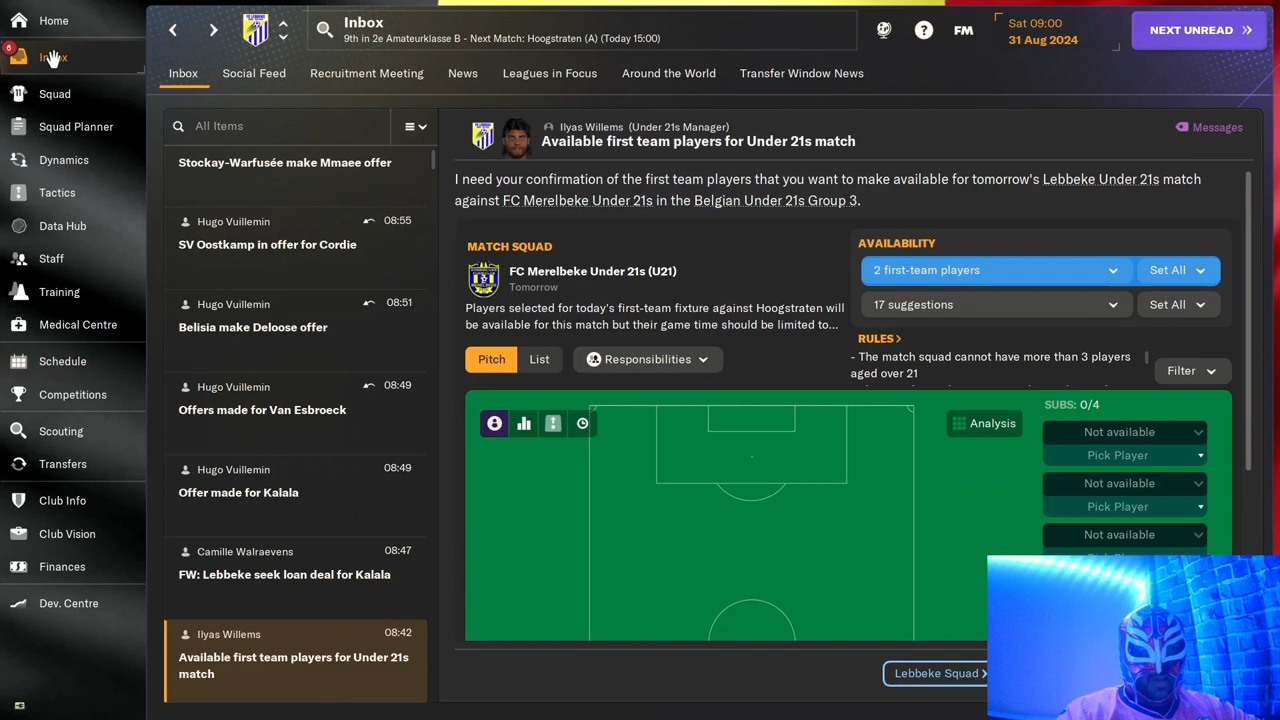 Home
6
Inbox
Squad
Squad Planner
Dynamics
Tactics
Data Hub
Staff
Training
Medical Centre
Schedule
Competitions
Scouting
Transfers
Club Info
Club Vision
Finances
Dev. Centre
Inbox
9th in 2e Amateurklasse B - Next Match: Hoogstraten (A) (Today 15:00)
FM
Sat 09:00
31 Aug 2024
NEXT UNREAD
Inbox
Social Feed
Recruitment Meeting
News
Leagues in Focus
Around the World
Transfer Window News
All Items
Stockay-Warfusée make Mmaee offer
Hugo Vuillemin 08:55
SV Oostkamp in offer for Cordie
Hugo Vuillemin 08:51
Belisia make Deloose offer
Hugo Vuillemin 08:49
Offers made for Van Esbroeck
Hugo Vuillemin 08:49
Offer made for Kalala
Camille Walraevens 08:47
FW: Lebbeke seek loan deal for Kalala
Ilyas Willems 08:42
Available first team players for Under 21s
match
Ilyas Willems (Under 21s Manager)
Available first team players for Under 21s match
Messages
I need your confirmation of the first team players that you want to make available for tomorrow's Lebbeke Under 21s match
against FC Merelbeke Under 21s in the Belgian Under 21s Group 3.
MATCH SQUAD
FC Merelbeke Under 21s (U21)
Tomorrow
Players selected for today's first-team fixture against Hoogstraten will
be available for this match but their game time should be limited to...
AVAILABILITY
2 first-team players
Set All
17 suggestions
Set All
RULES
- The match squad cannot have more than 3 players
aged over 21
Filter
Pitch
List
Responsibilities
Analysis
SUBS: 0/4
Not available
Pick Player
Not available
Pick Player
Not available
Lebbeke Squad